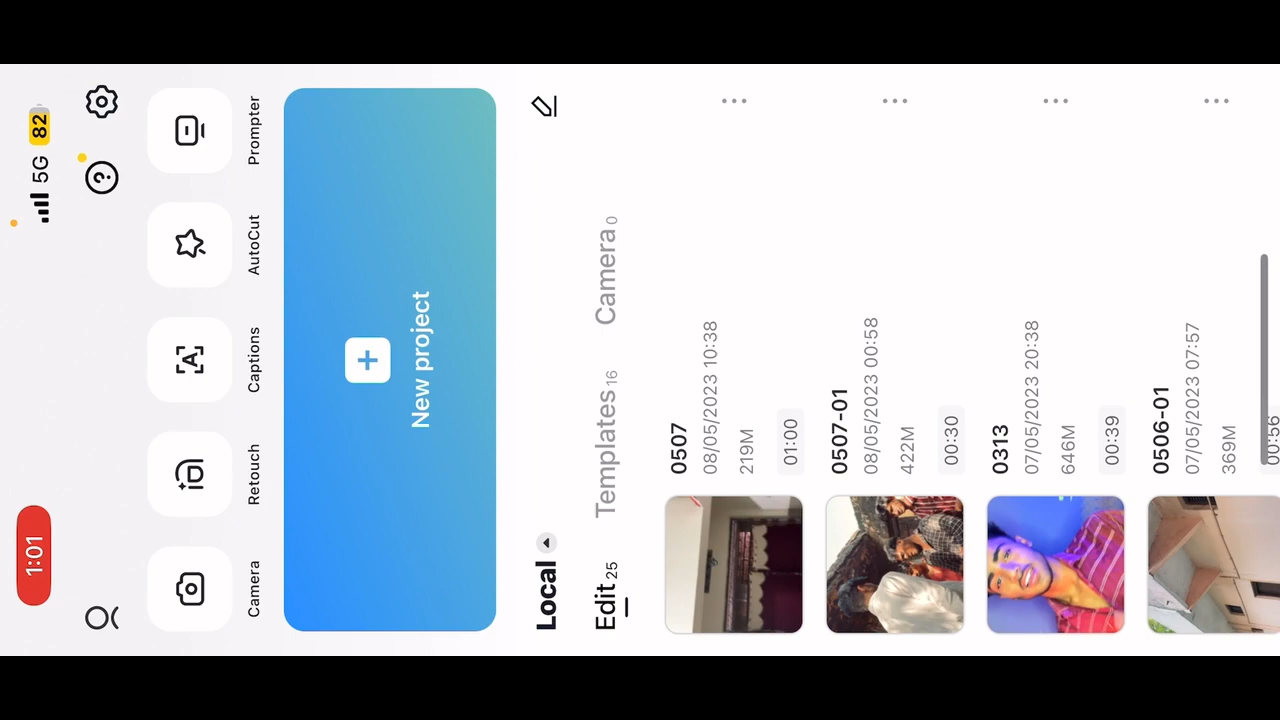 1:01
5G 82
Camera
Retouch
Captions
AutoCut
Prompter
New project
Local
Edit 25
Templates 16
Camera 0
0507
08/05/2023 10:38
219M
01:00
0507-01
08/05/2023 00:58
422M
00:30
0313
07/05/2023 20:38
646M
00:39
0506-01
07/05/2023 07:57
369M
00:56